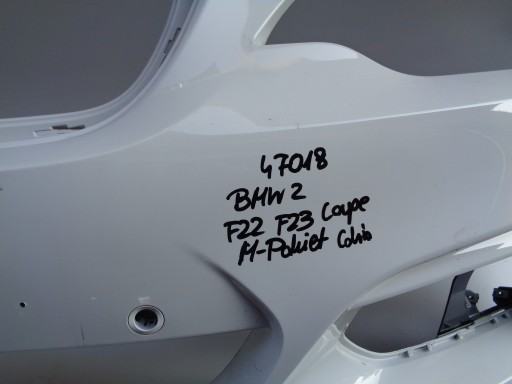 47018
BMW 2
F22 F23 Coupe
M-Pakiet Cabrio